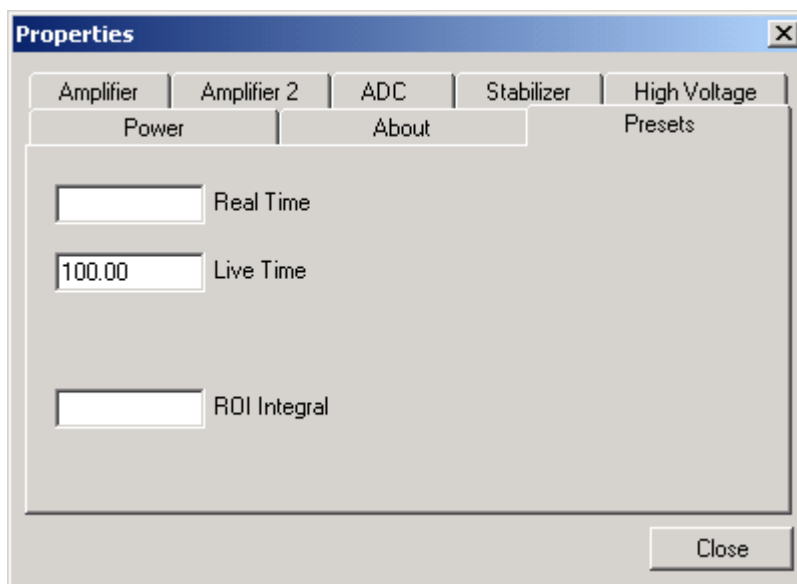 Properties
Amplifier Amplifier 2 ADC Stabilizer High Voltage
Power About Presets
Real Time
100.00 Live Time
ROI Integral
Close